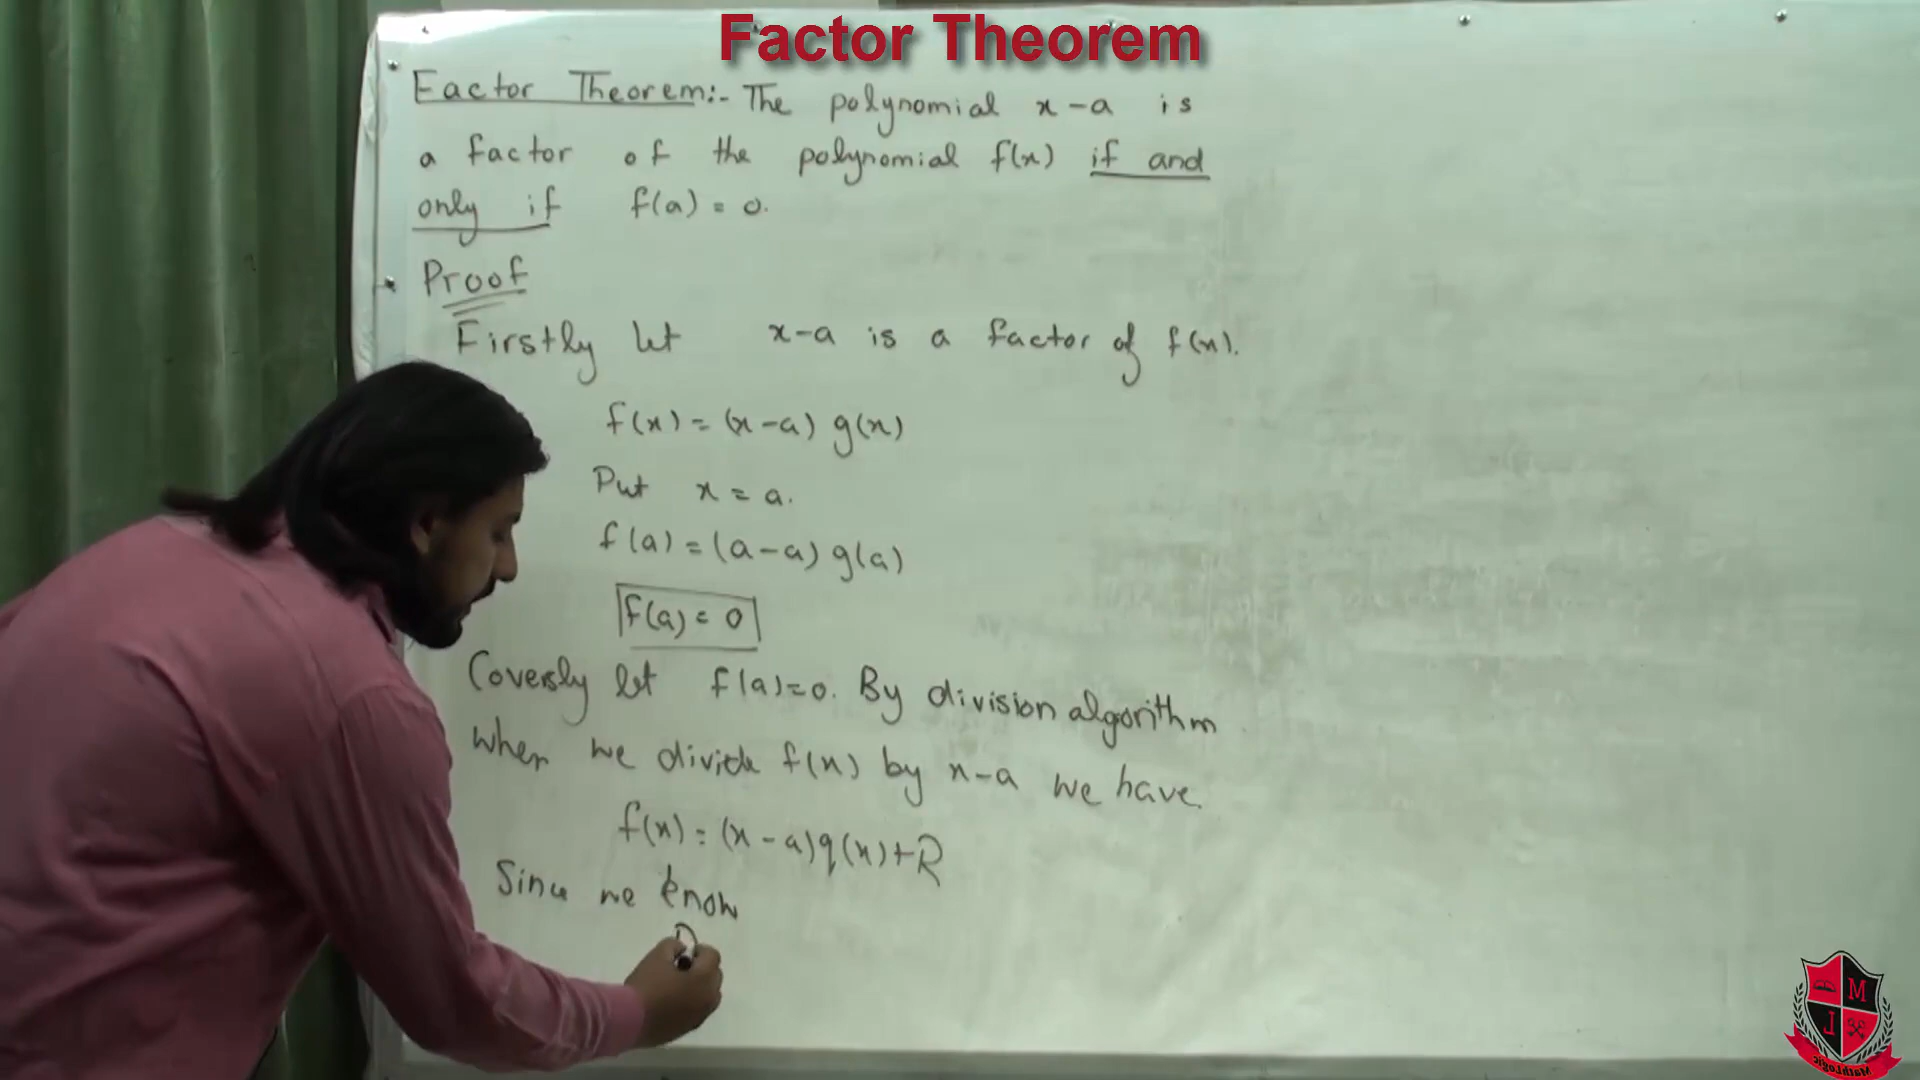 Factor Theorem
Factor Theorem:- The polynomial x-a is
a factor of the polynomial f(x) if and
only if f(a) = 0.
Proof
Firstly let x-a is a factor of f(x).
f(x) = (x-a) g(x)
Put x = a.
f(a) = (a-a) g(a)
f(a) = 0
Coversly let f(a)=0. By division algorithm
when we divide f(x) by x-a we have.
f(x) = (x-a)q(x)+R
Since we know
R
M